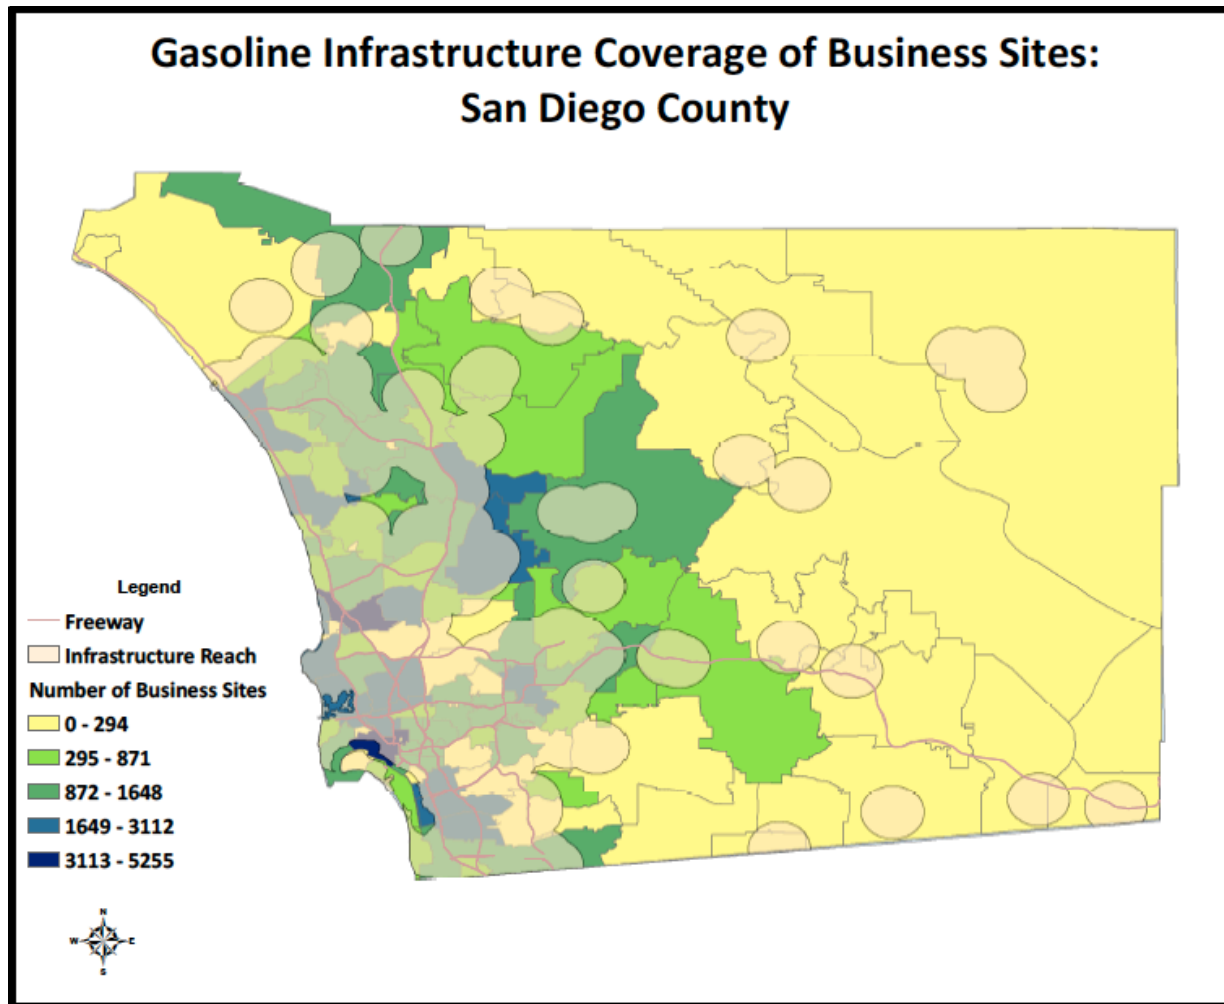 Gasoline Infrastructure Coverage of Business Sites:
San Diego County
Legend
Freeway
Infrastructure Reach
Number of Business Sites
0 - 294
295 - 871
872 - 1648
1649 - 3112
3113 - 5255
N
W E
S